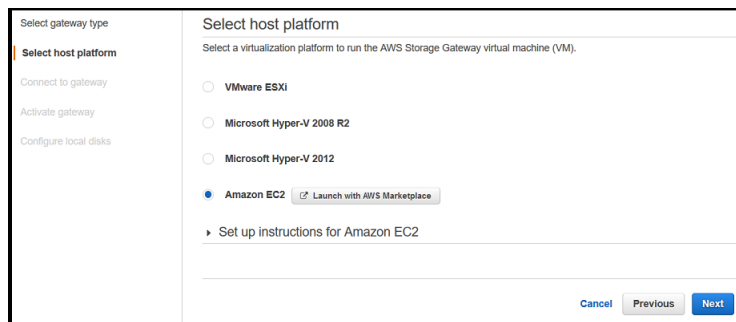 Select gateway type
Select host platform
Connect to gateway
Activate gateway
Configure local disks
Select host platform
Select a virtualization platform to run the AWS Storage Gateway virtual machine (VM).
VMware ESXi
Microsoft Hyper-V 2008 R2
Microsoft Hyper-V 2012
Amazon EC2 Launch with AWS Marketplace
Set up instructions for Amazon EC2
Cancel Previous Next